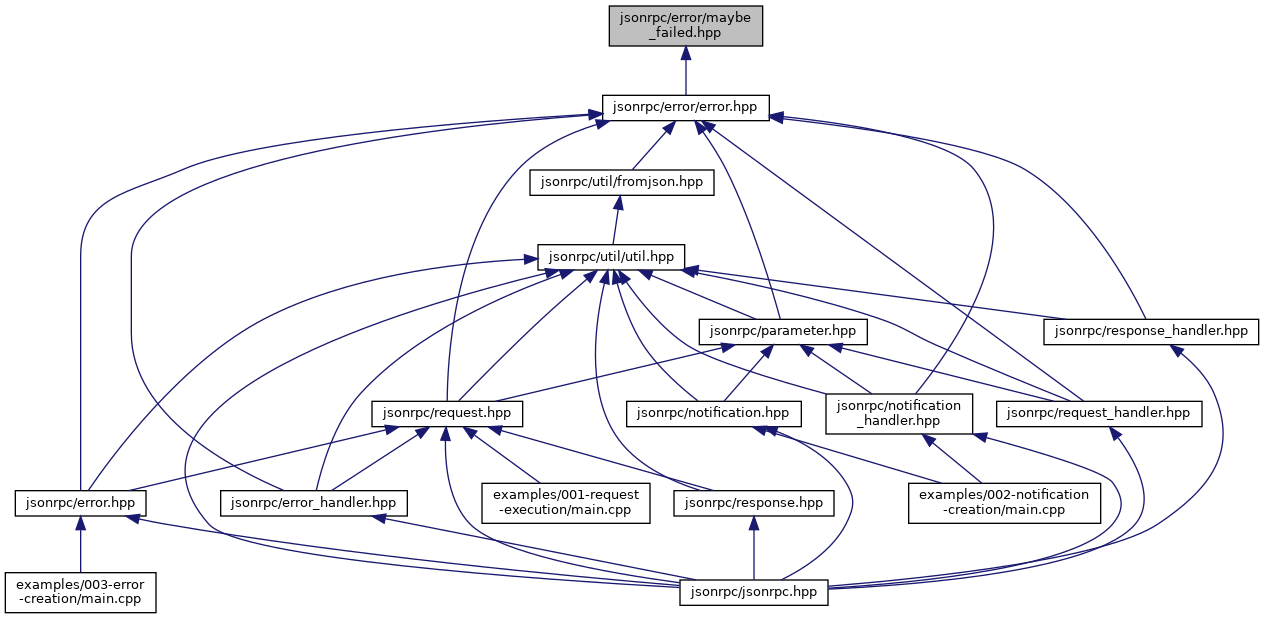 jsonrpc/error/maybe
_failed.hpp
jsonrpc/error/error.hpp
jsonrpc/util/fromjson.hpp
jsonrpc/util/util.hpp
jsonrpc/parameter.hpp
jsonrpc/response_handler.hpp
jsonrpc/request.hpp
jsonrpc/notification.hpp
jsonrpc/notification
_handler.hpp
jsonrpc/request_handler.hpp
jsonrpc/error.hpp
jsonrpc/error_handler.hpp
examples/001-request
-execution/main.cpp
jsonrpc/response.hpp
examples/002-notification
-creation/main.cpp
examples/003-error
-creation/main.cpp
jsonrpc/jsonrpc.hpp